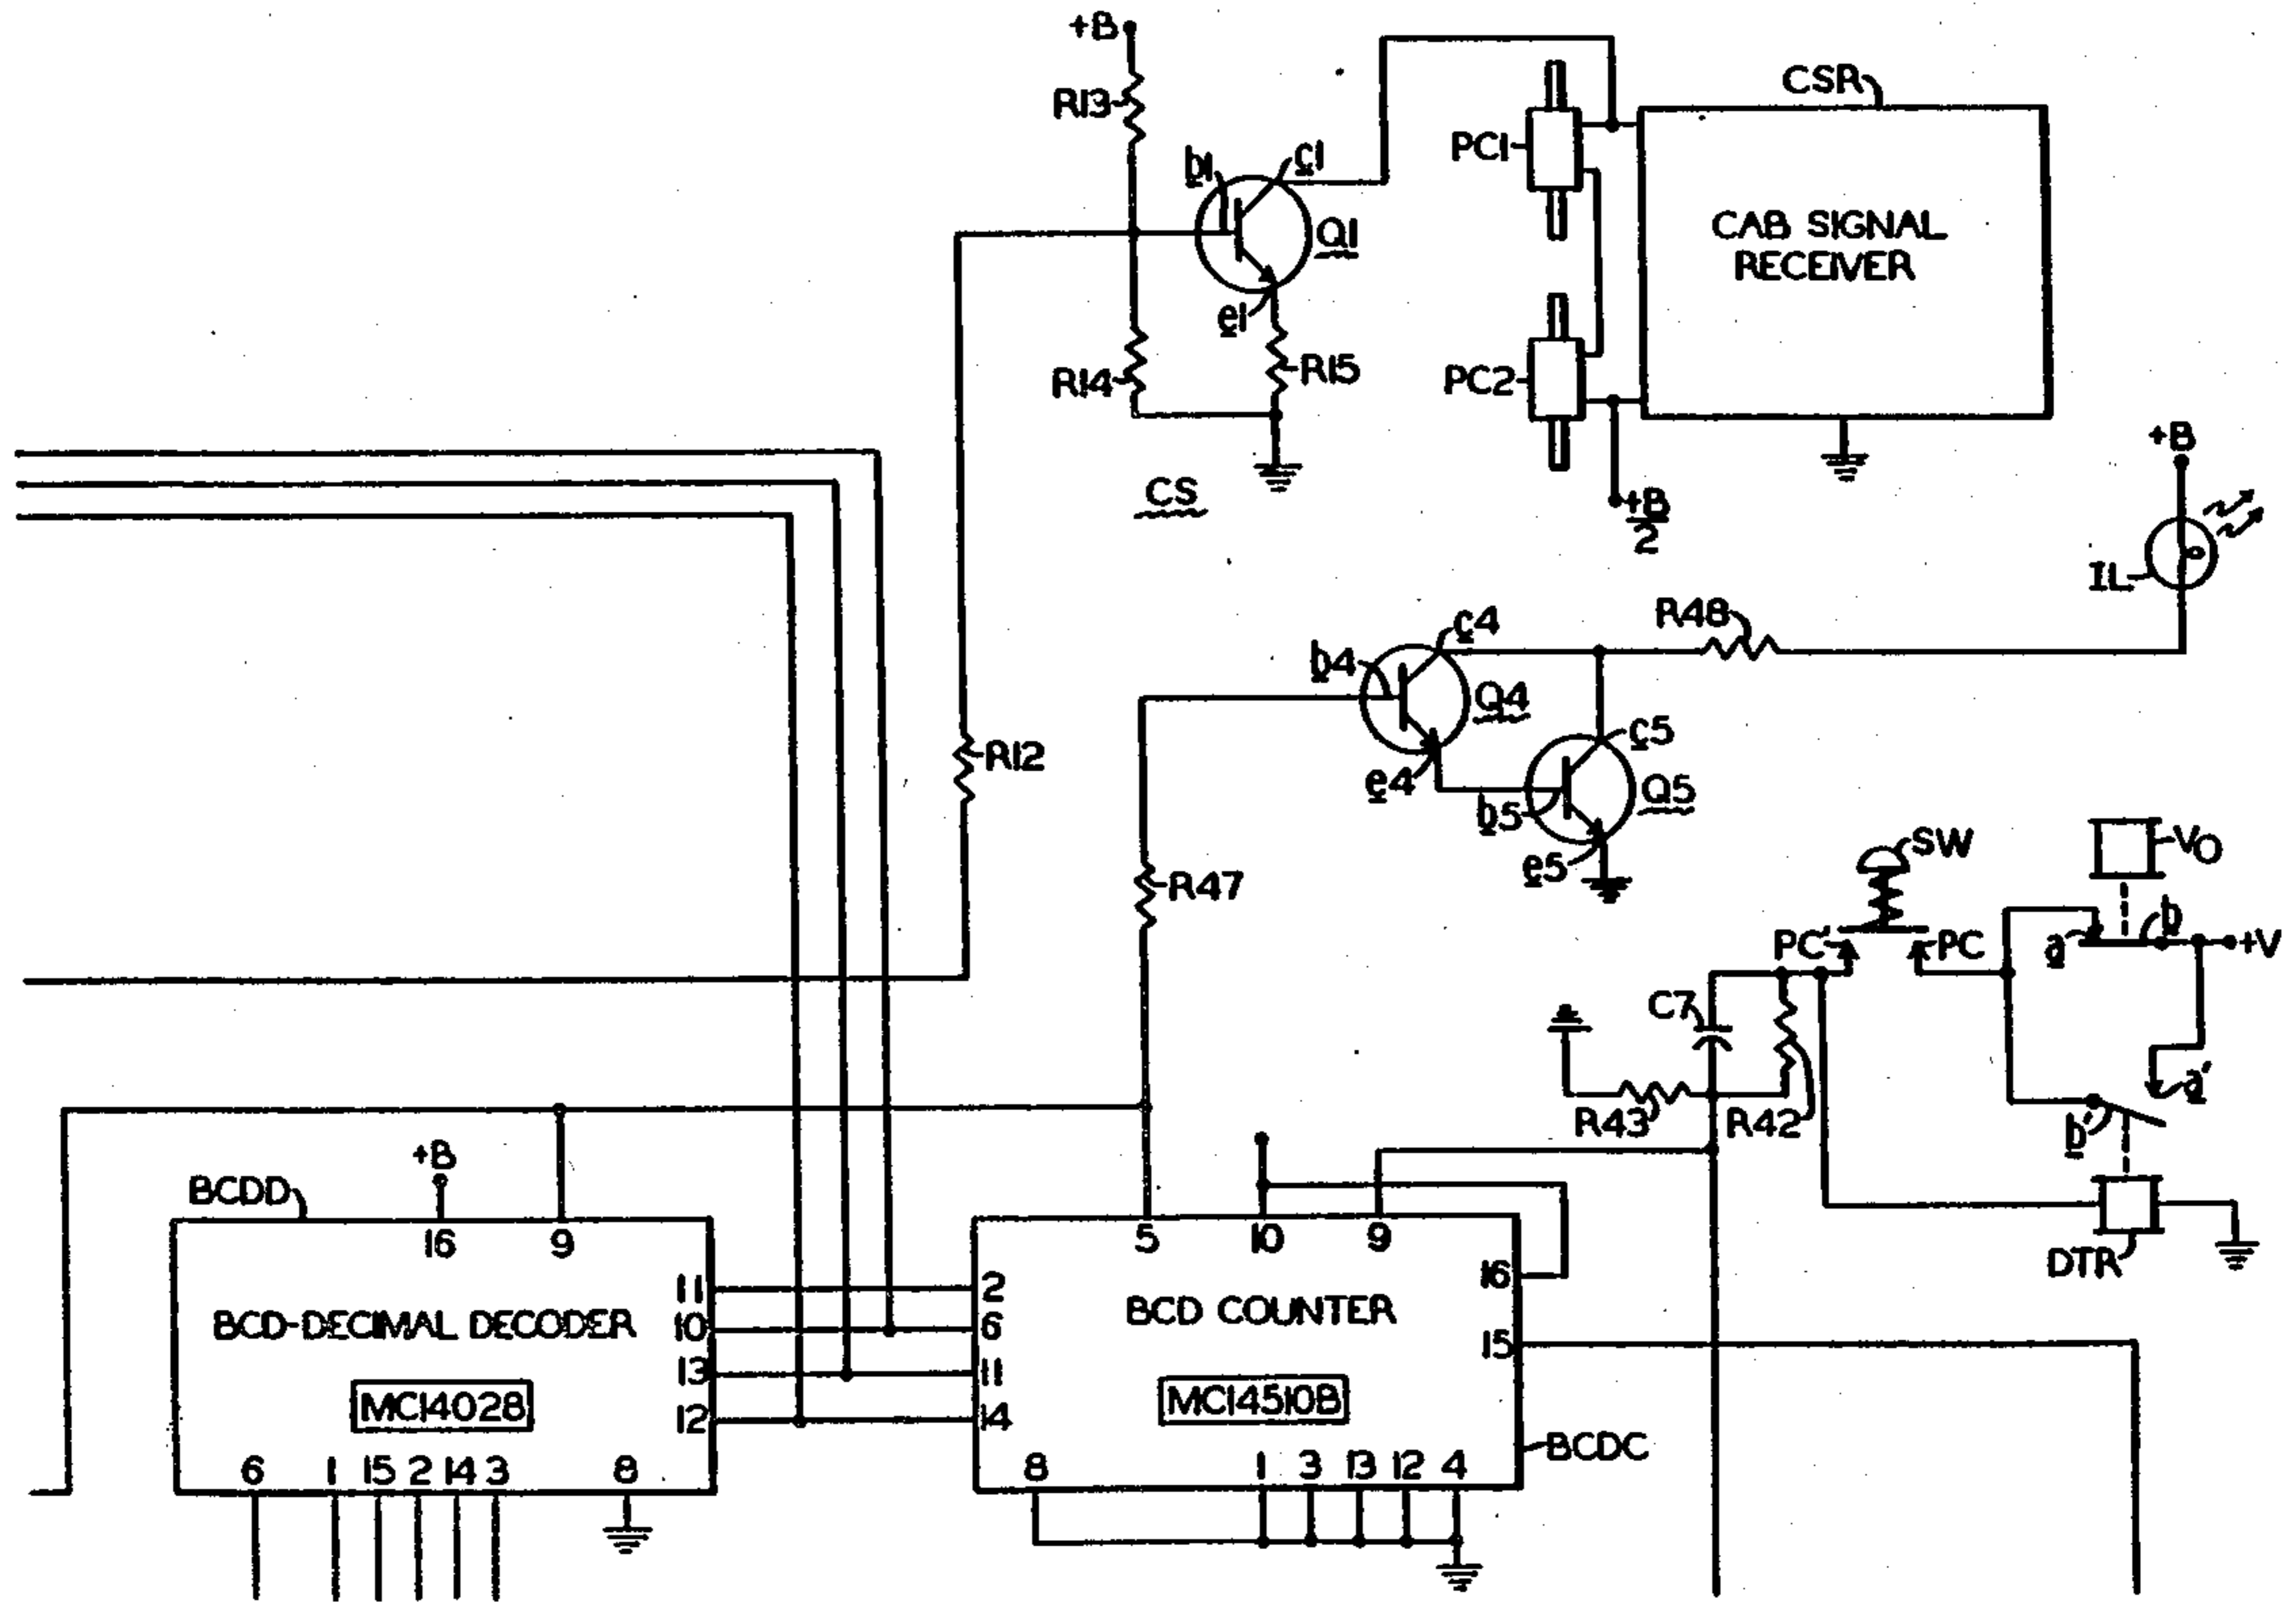 +B
R13
b1
c1
Q1
e1
R14
R15
CS
PC1
PC2
CSR
CAB SIGNAL
RECEIVER
+B
2
+B
IL
R48
b4
c4
Q4
e4
b5
c5
Q5
e5
R12
R47
SW
VO
PC'
PC
a
b
+V
C7
R43
R42
a'
b'
DTR
BCDD
+B
16
9
11
10
13
12
BCD-DECIMAL DECODER
MC14028
6 1 15 2 14 3 8
5 10 9
2
6
11
14
16
15
BCD COUNTER
MC14510B
BCDC
8 1 3 13 12 4